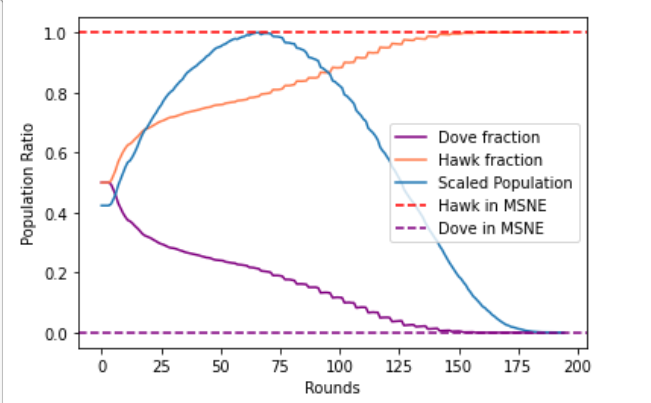 1.0
0.8
0.6
0.4
0.2
0.0
Population Ratio
Dove fraction
Hawk fraction
Scaled Population
Hawk in MSNE
Dove in MSNE
0 25 50 75 100 125 150 175 200
Rounds